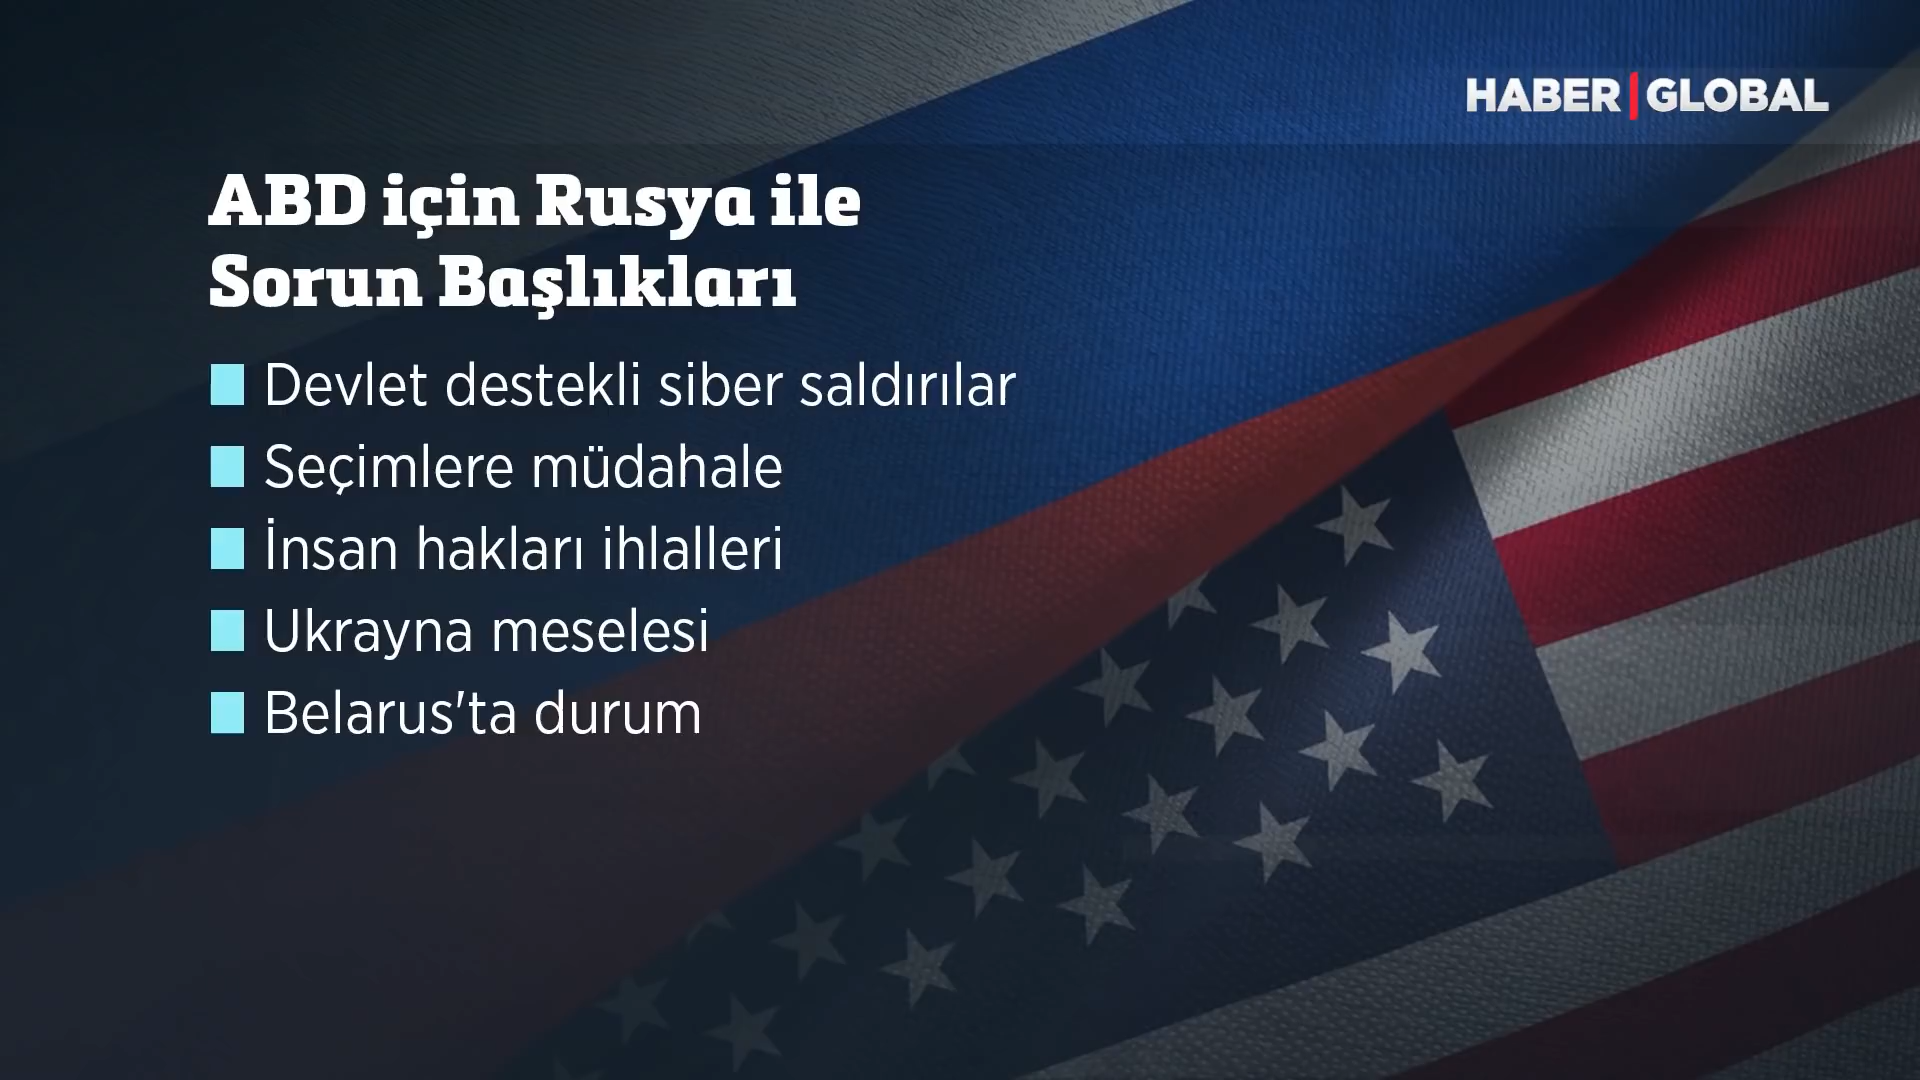 HABER|GLOBAL
ABD için Rusya ile
Sorun Başlıkları
Devlet destekli siber saldırılar
Seçimlere müdahale
İnsan hakları ihlalleri
Ukrayna meselesi
Belarus'ta durum